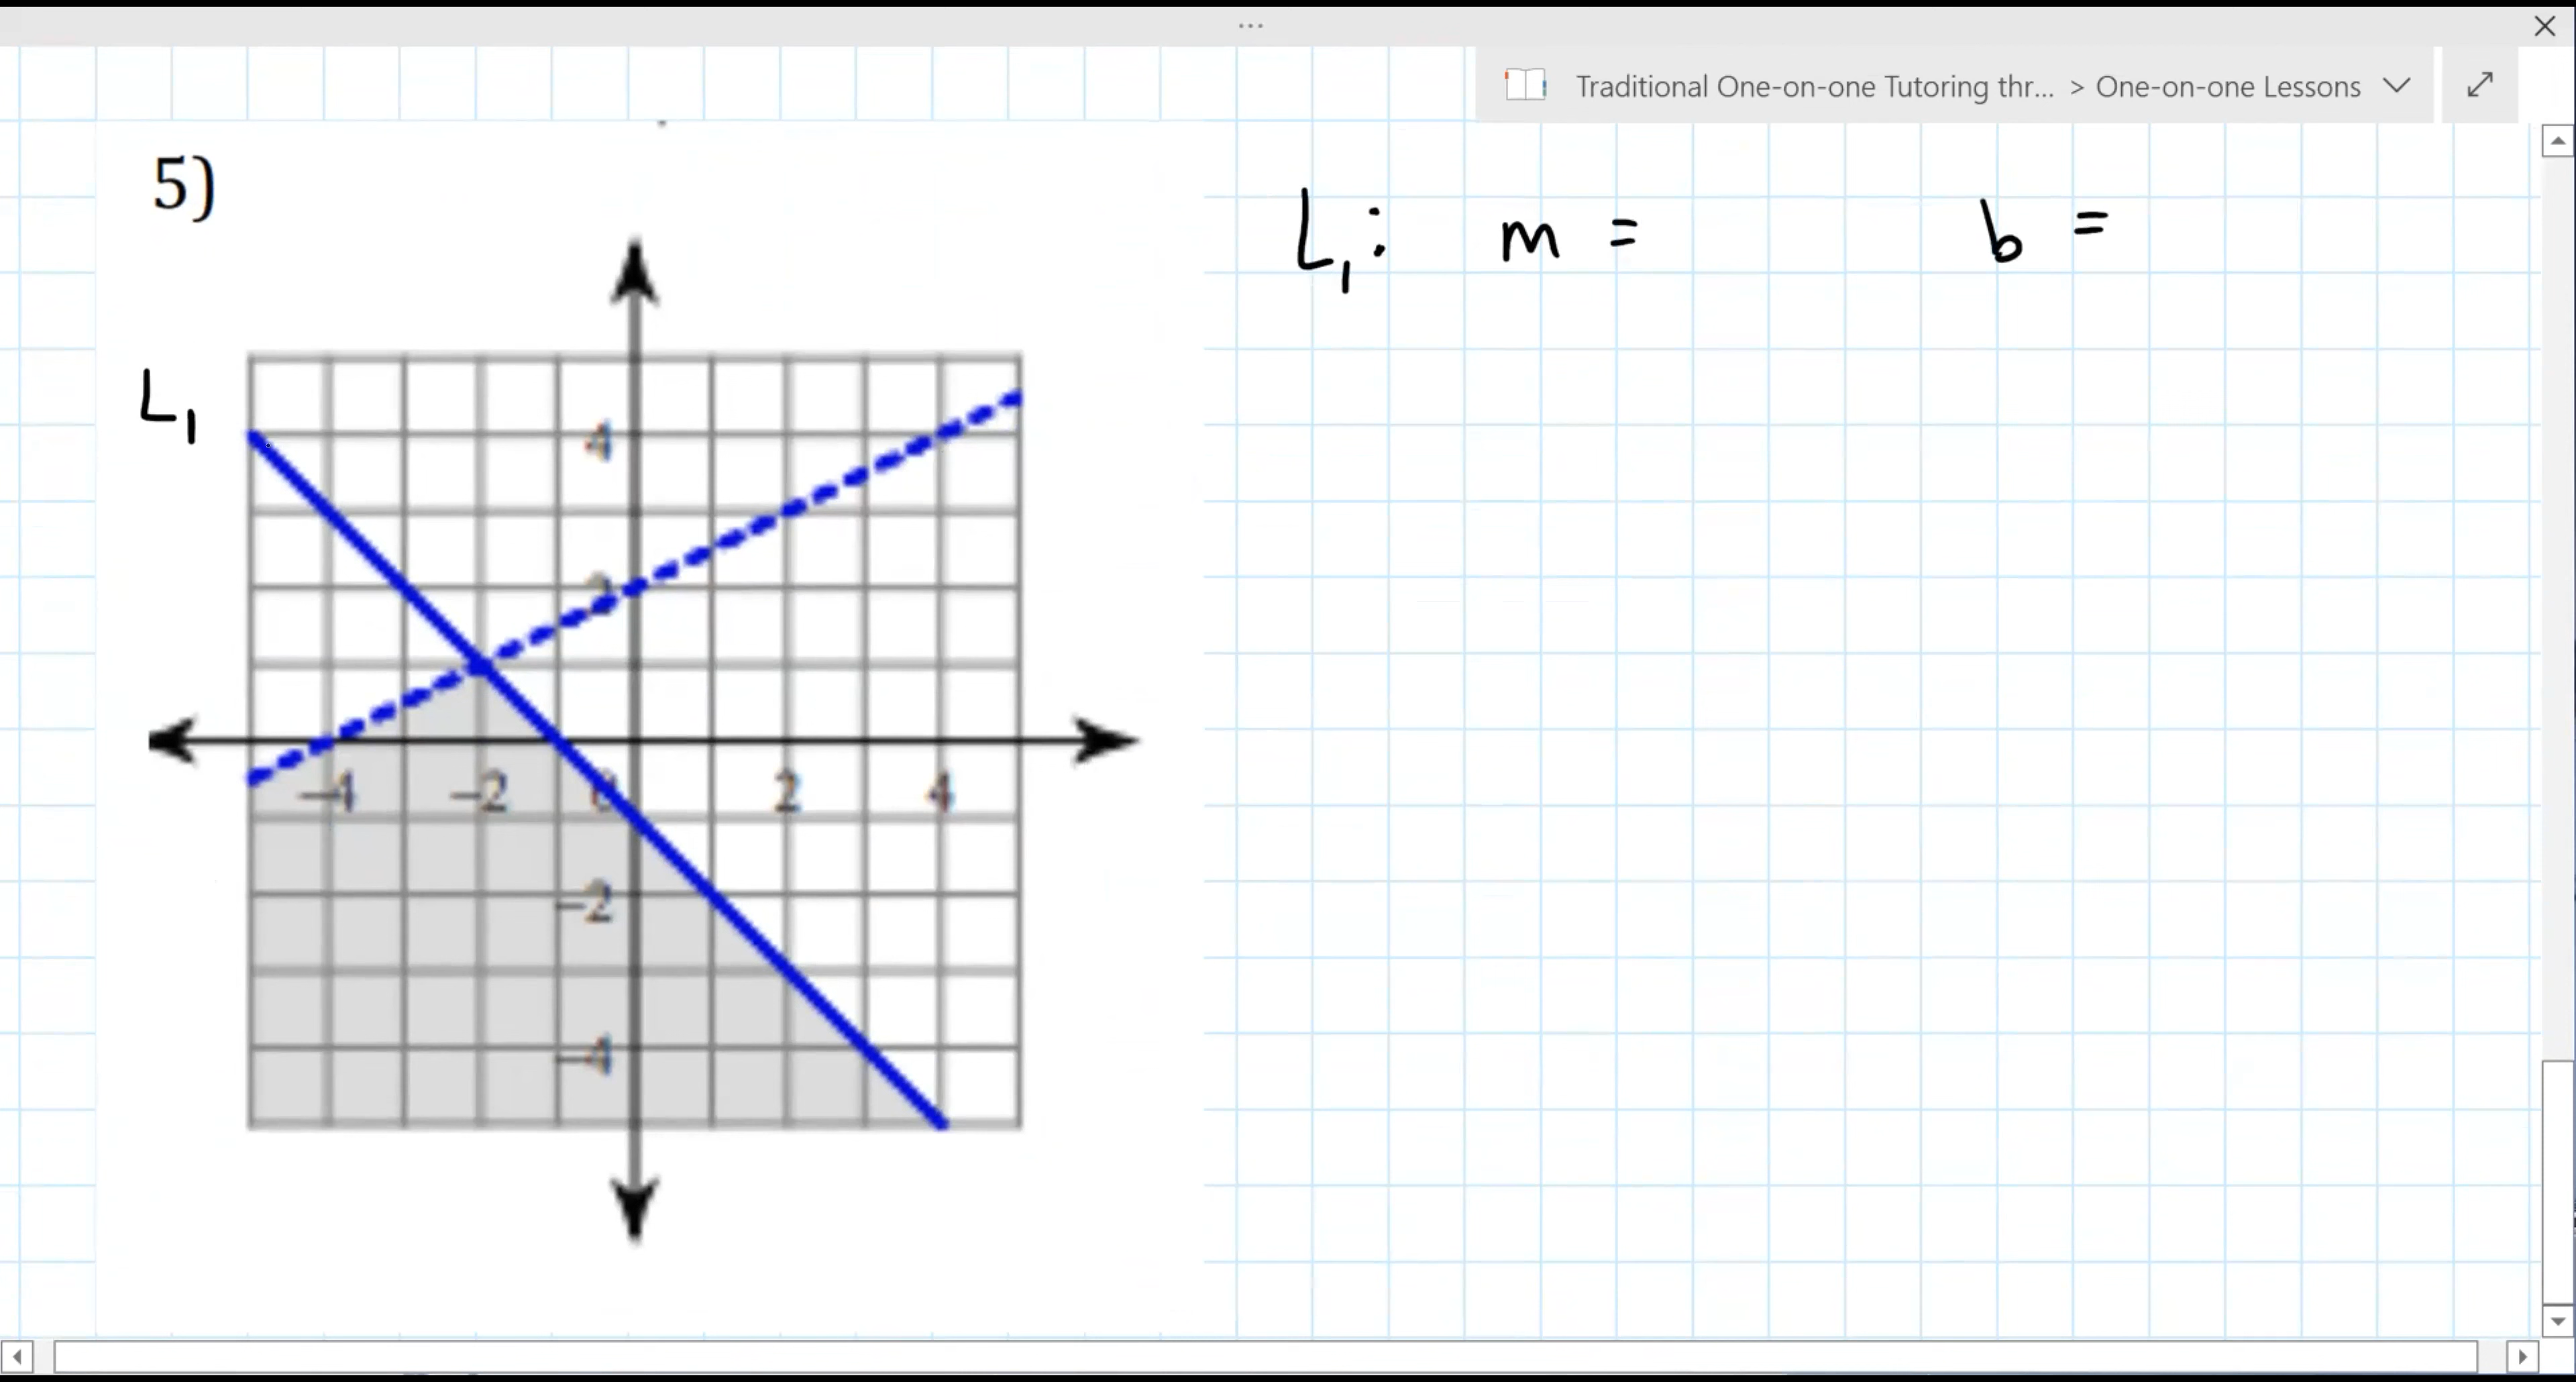 ...
Traditional One-on-one Tutoring thr... > One-on-one Lessons
5)
L₁: m = b =
L₁
4
2
-4 -2 0 2 4
-2
-4